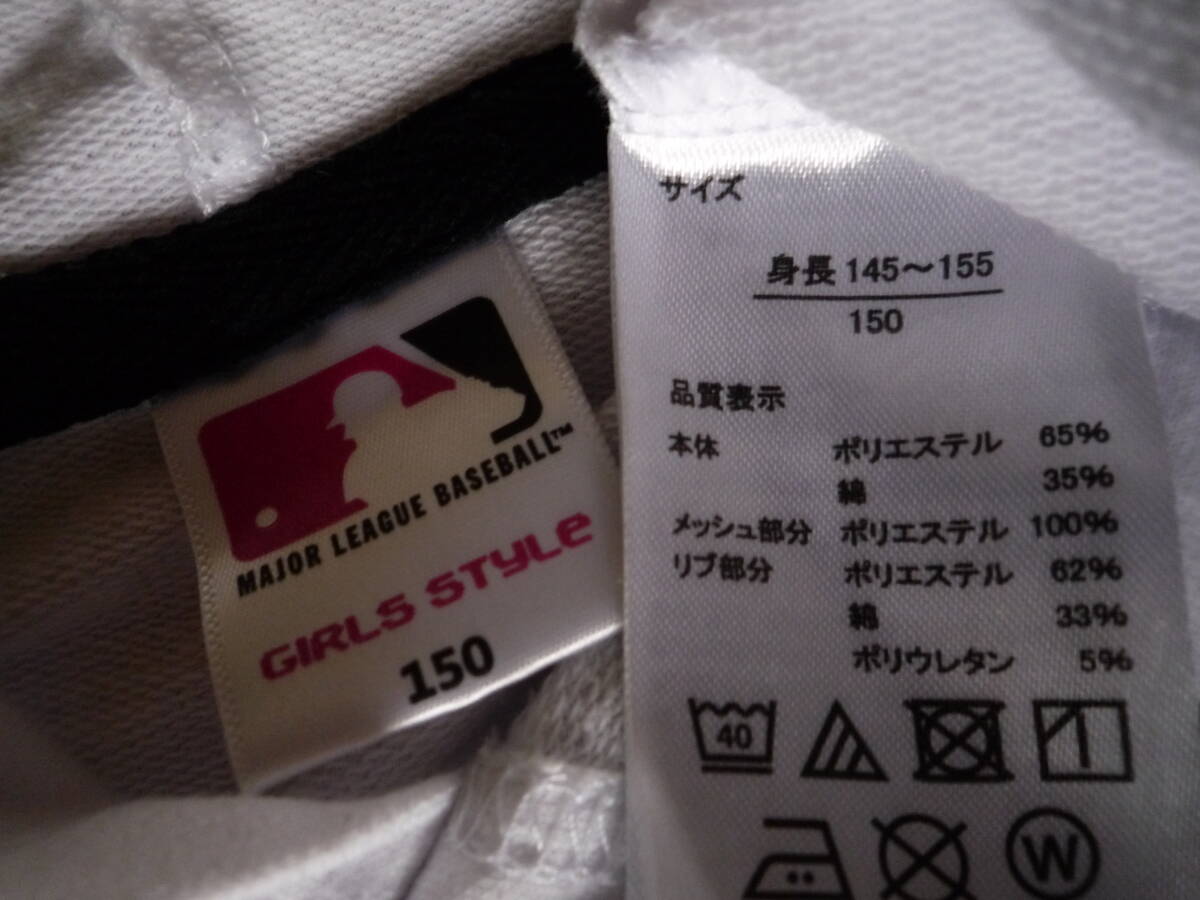 MAJOR LEAGUE BASEBALL™
GIRLS STYLE
150
サイズ
身長 145～155
150
品質表示
本体 ポリエステル 65%
綿 35%
メッシュ部分 ポリエステル 100%
リブ部分 ポリエステル 62%
綿 33%
ポリウレタン 5%
40
W